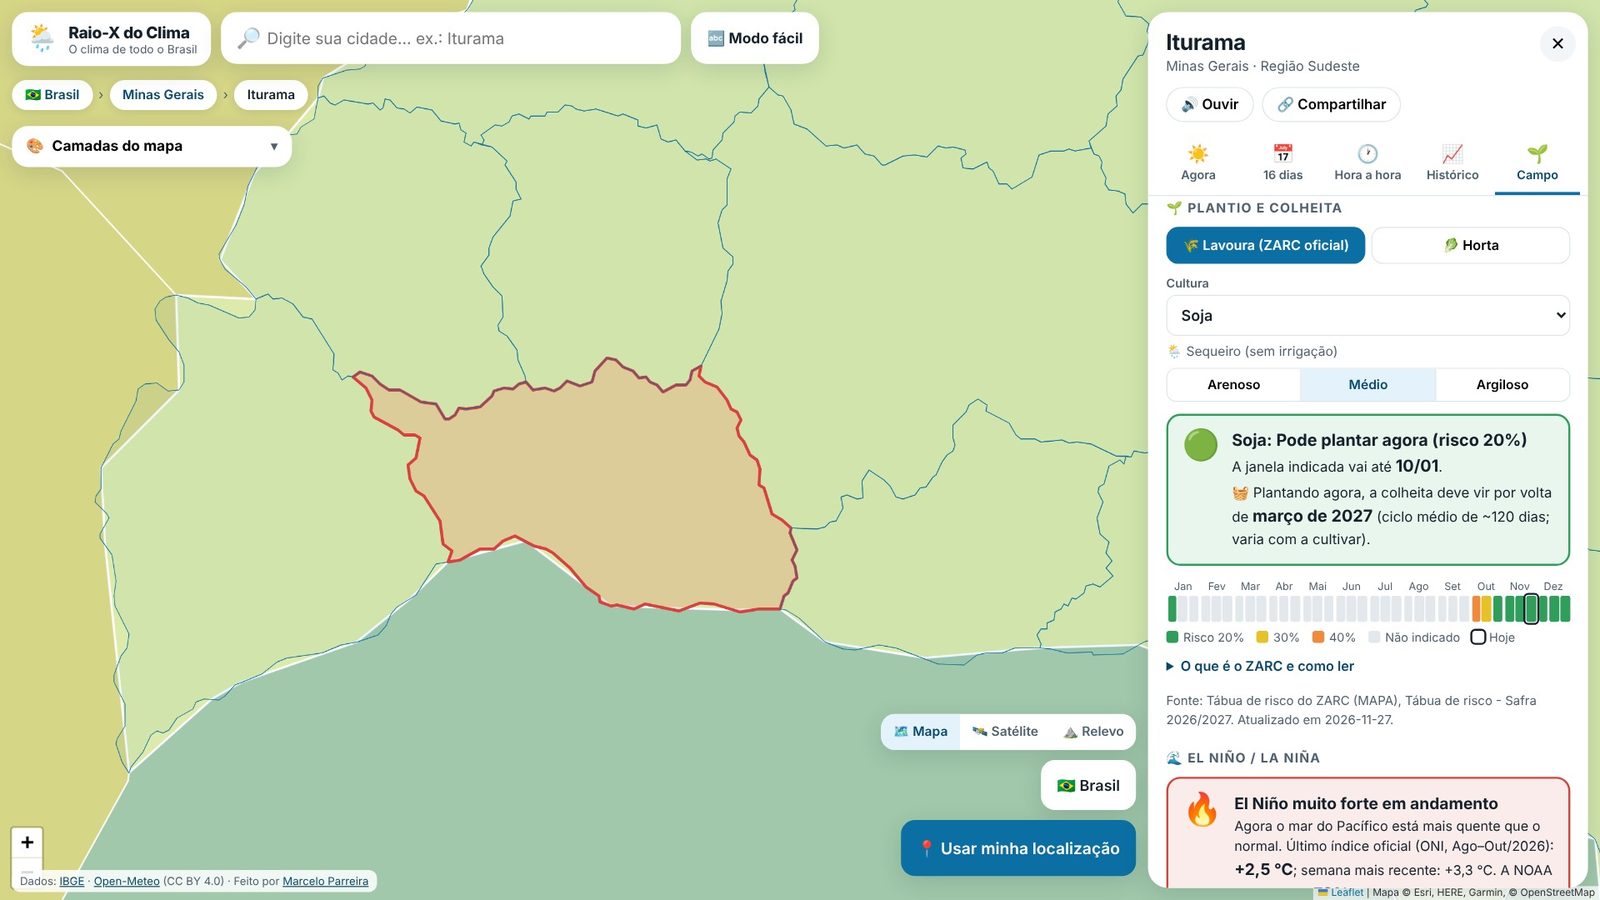 Raio-X do Clima
O clima de todo o Brasil
Digite sua cidade... ex.: Iturama
Modo fácil
Brasil › Minas Gerais › Iturama
Camadas do mapa
Iturama
Minas Gerais · Região Sudeste
Ouvir
Compartilhar
Agora
16 dias
Hora a hora
Histórico
Campo
PLANTIO E COLHEITA
Lavoura (ZARC oficial)
Horta
Cultura
Soja
Sequeiro (sem irrigação)
Arenoso
Médio
Argiloso
Soja: Pode plantar agora (risco 20%)
A janela indicada vai até 10/01.
Plantando agora, a colheita deve vir por volta
de março de 2027 (ciclo médio de ~120 dias;
varia com a cultivar).
Jan Fev Mar Abr Mai Jun Jul Ago Set Out Nov Dez
Risco 20% 30% 40% Não indicado Hoje
O que é o ZARC e como ler
Fonte: Tábua de risco do ZARC (MAPA), Tábua de risco - Safra
2026/2027. Atualizado em 2026-11-27.
EL NIÑO / LA NIÑA
El Niño muito forte em andamento
Agora o mar do Pacífico está mais quente que o
normal. Último índice oficial (ONI, Ago–Out/2026):
+2,5 °C; semana mais recente: +3,3 °C. A NOAA
Mapa
Satélite
Relevo
Brasil
Usar minha localização
+
Dados: IBGE · Open-Meteo (CC BY 4.0) · Feito por Marcelo Parreira
Leaflet | Mapa © Esri, HERE, Garmin, © OpenStreetMap